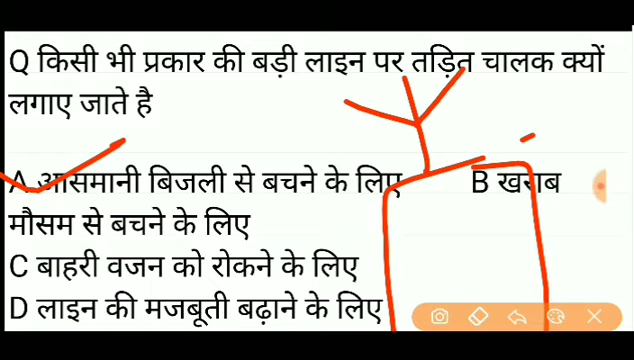 Q किसी भी प्रकार की बड़ी लाइन पर तड़ित चालक क्यों
लगाए जाते है
A आसमानी बिजली से बचने के लिए B खराब
मौसम से बचने के लिए
C बाहरी वजन को रोकने के लिए
D लाइन की मजबूती बढ़ाने के लिए